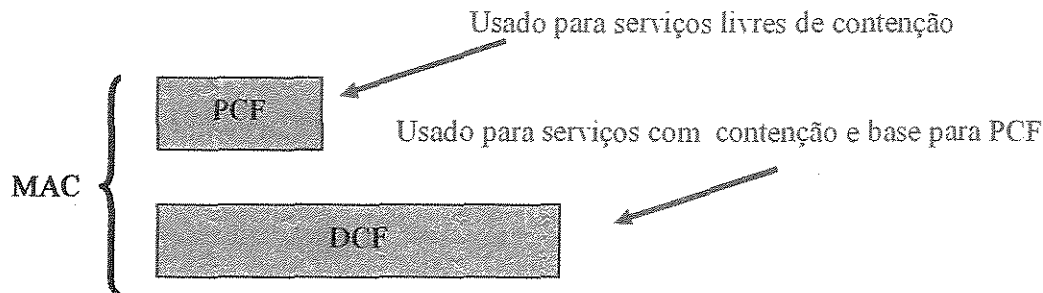 Usado para serviços livres de contenção
PCF
Usado para serviços com contenção e base para PCF
MAC
DCF